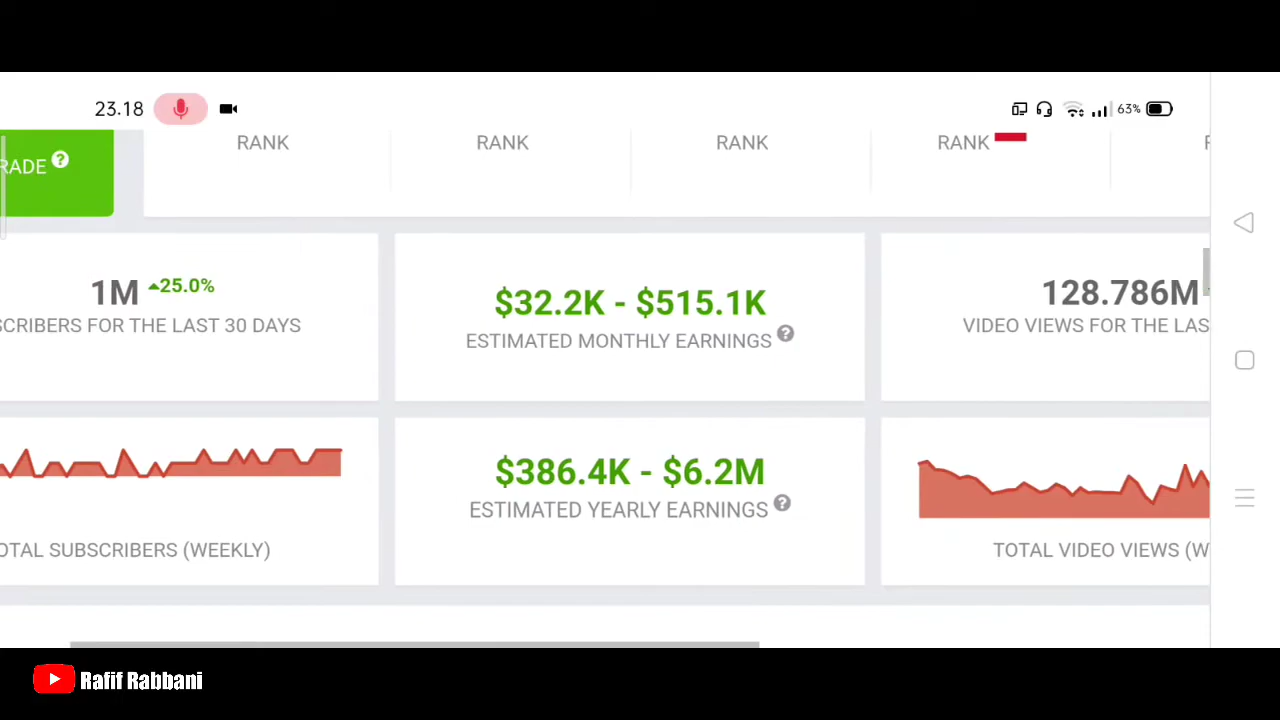 23.18
63%
RADE
RANK
RANK
RANK
RANK
1M 25.0%
SCRIBERS FOR THE LAST 30 DAYS
$32.2K - $515.1K
ESTIMATED MONTHLY EARNINGS ?
128.786M
VIDEO VIEWS FOR THE LAS
OTAL SUBSCRIBERS (WEEKLY)
$386.4K - $6.2M
ESTIMATED YEARLY EARNINGS ?
TOTAL VIDEO VIEWS (W
Rafif Rabbani